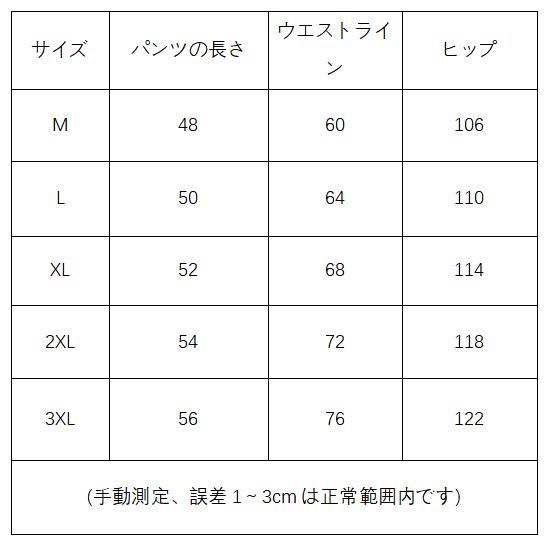 サイズ パンツの長さ ウエストライ
ン ヒップ
M 48 60 106
L 50 64 110
XL 52 68 114
2XL 54 72 118
3XL 56 76 122
(手動測定、誤差 1 ~ 3cm は正常範囲内です)